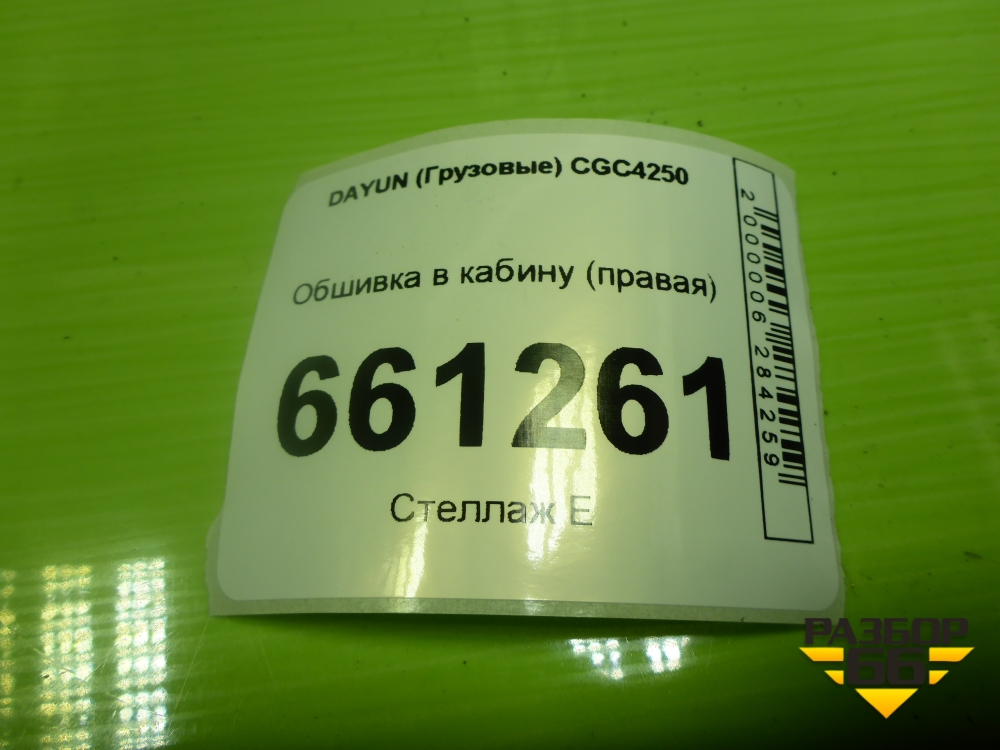 DAYUN (Грузовые) CGC4250
Обшивка в кабину (правая)
661261
Стеллаж E
2000006284259
РАЗБОР
66